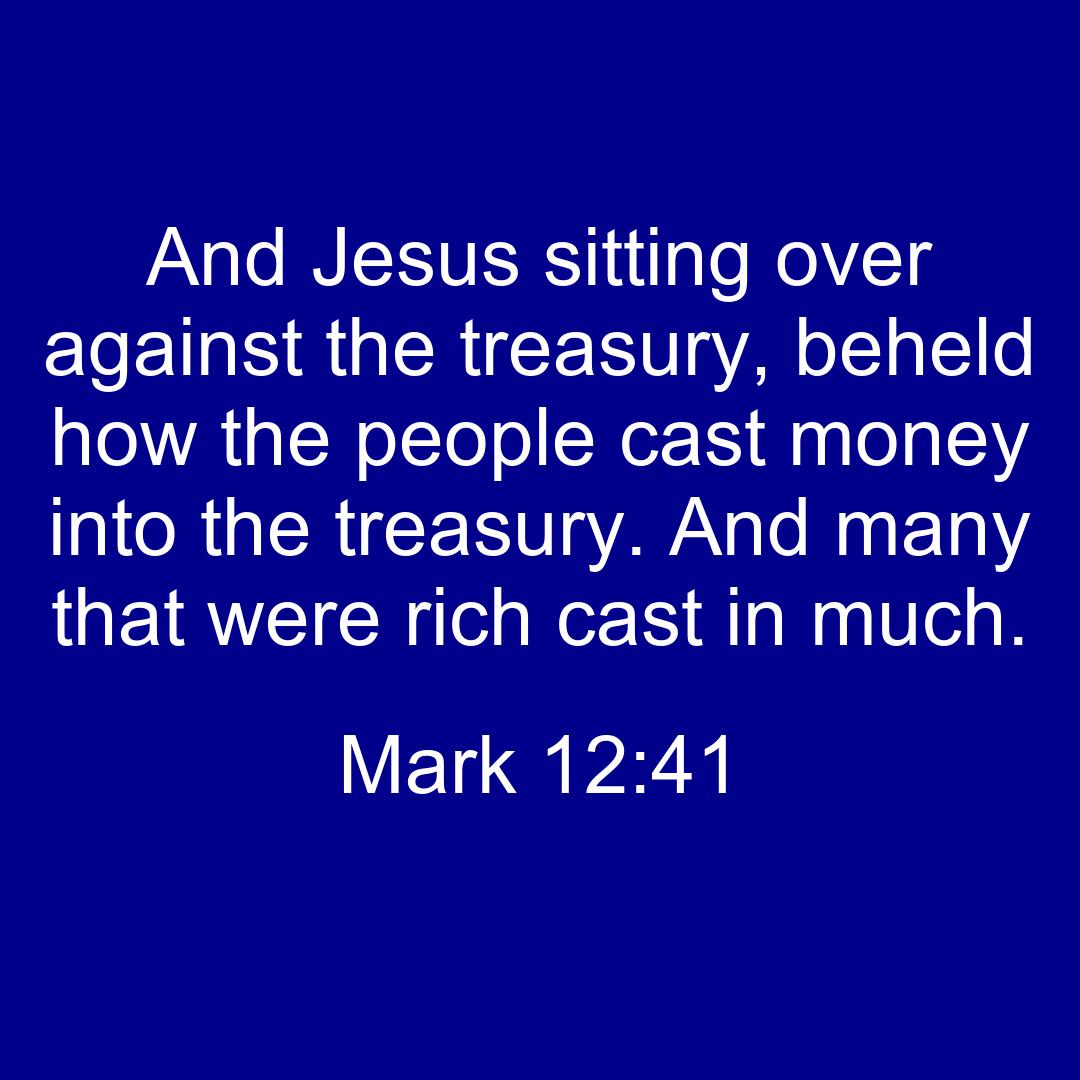 And Jesus sitting over
against the treasury, beheld
how the people cast money
into the treasury. And many
that were rich cast in much.
Mark 12:41